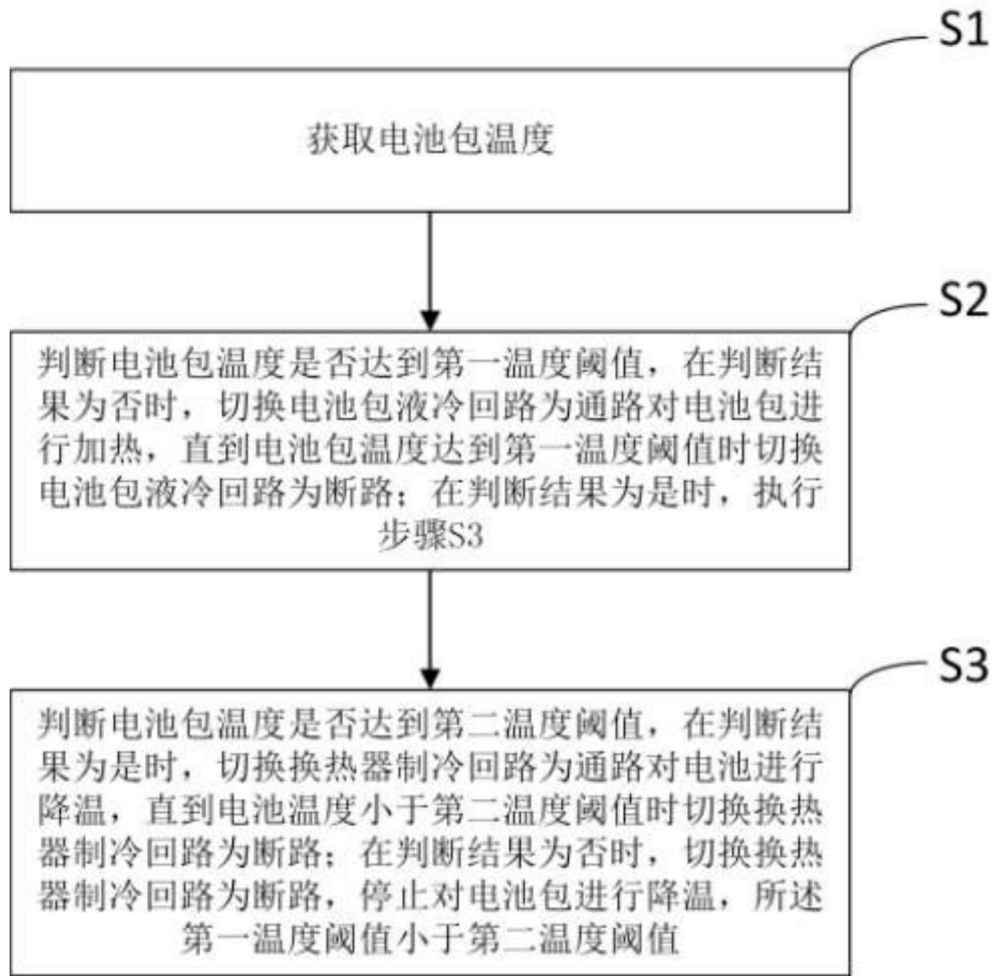 S1
获取电池包温度
S2
判断电池包温度是否达到第一温度阈值，在判断结
果为否时，切换电池包液冷回路为通路对电池包进
行加热，直到电池包温度达到第一温度阈值时切换
电池包液冷回路为断路；在判断结果为是时，执行
步骤S3
S3
判断电池包温度是否达到第二温度阈值，在判断结
果为是时，切换换热器制冷回路为通路对电池进行
降温，直到电池温度小于第二温度阈值时切换换热
器制冷回路为断路；在判断结果为否时，切换换热
器制冷回路为断路，停止对电池包进行降温，所述
第一温度阈值小于第二温度阈值